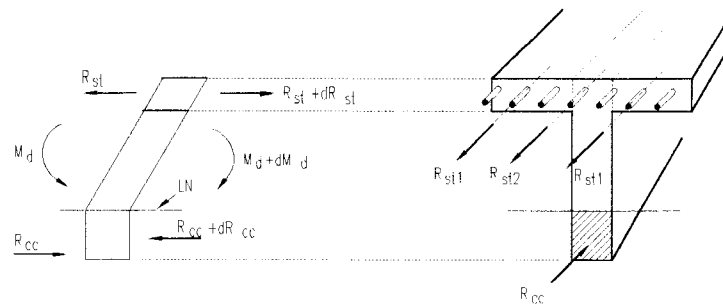 R st
R st + dR st
M d
M d + dM d
LN
R cc
R cc + dR cc
R st1
R st2
R st1
R cc